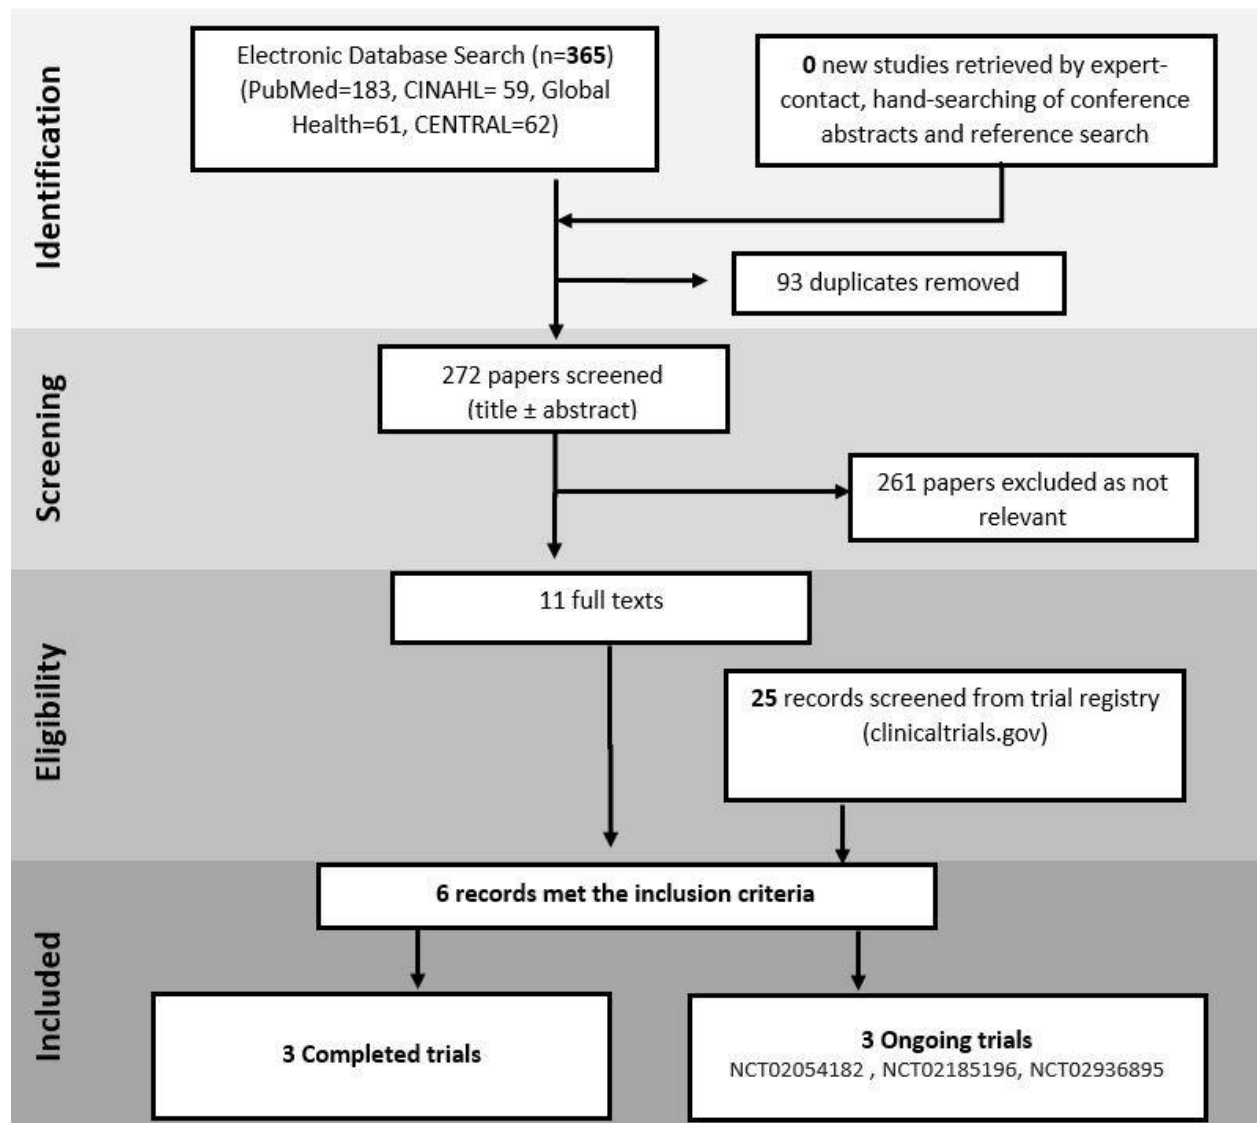 Identification
Electronic Database Search (n=365)
(PubMed=183, CINAHL= 59, Global
Health=61, CENTRAL=62)
0 new studies retrieved by expert-
contact, hand-searching of conference
abstracts and reference search
93 duplicates removed
Screening
272 papers screened
(title ± abstract)
261 papers excluded as not
relevant
Eligibility
11 full texts
25 records screened from trial registry
(clinicaltrials.gov)
Included
6 records met the inclusion criteria
3 Completed trials
3 Ongoing trials
NCT02054182 , NCT02185196, NCT02936895